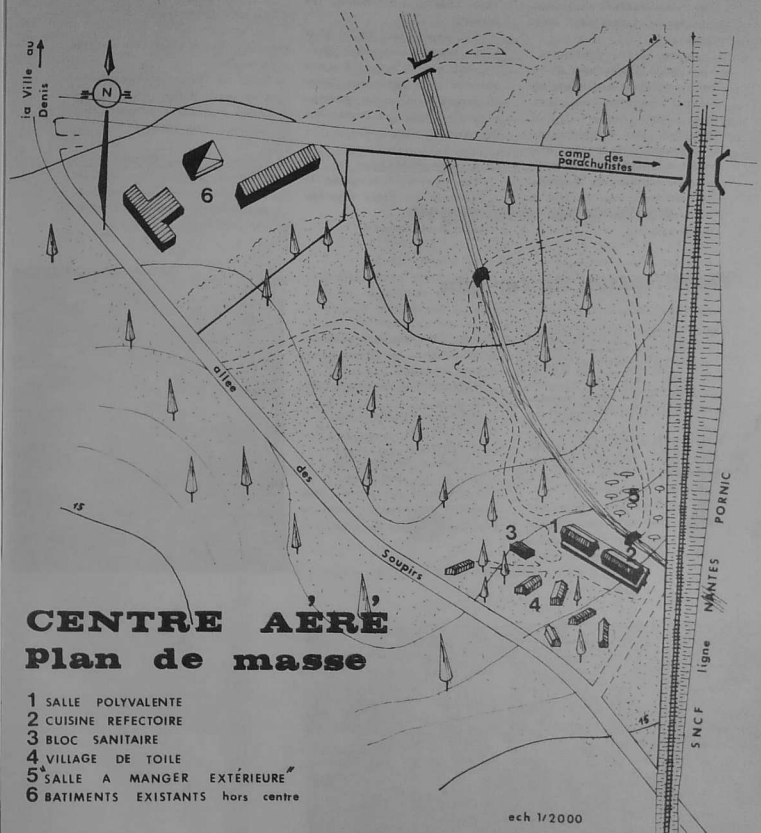 la Ville au
Denis
N
camp des
parachutistes
18
6
allée des Soupirs
15
5
1
2
3
4
15
SNCF ligne NANTES PORNIC
CENTRE AÉRÉ
Plan de masse
1 SALLE POLYVALENTE
2 CUISINE REFECTOIRE
3 BLOC SANITAIRE
4 VILLAGE DE TOILE
5 "SALLE A MANGER EXTÉRIEURE"
6 BATIMENTS EXISTANTS hors centre
ech 1/2000